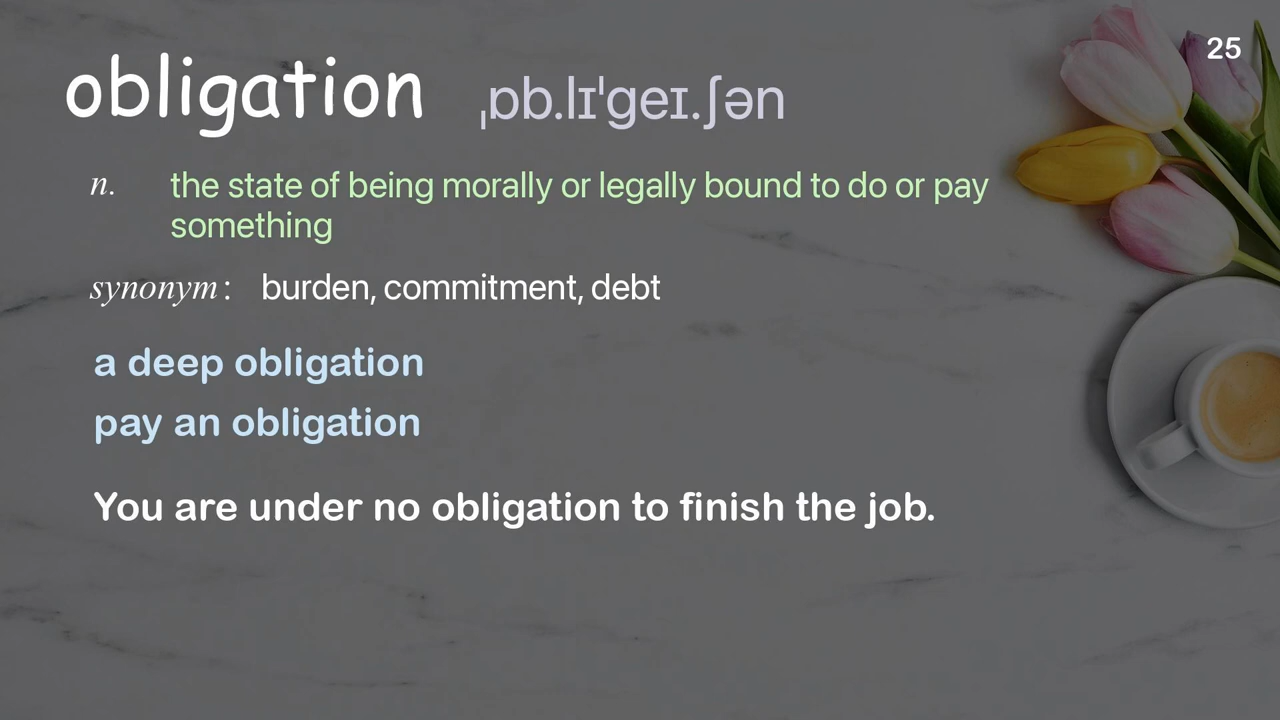 25
obligation ˌɒb.lɪˈɡeɪ.ʃən
n. the state of being morally or legally bound to do or pay
something
synonym: burden, commitment, debt
a deep obligation
pay an obligation
You are under no obligation to finish the job.